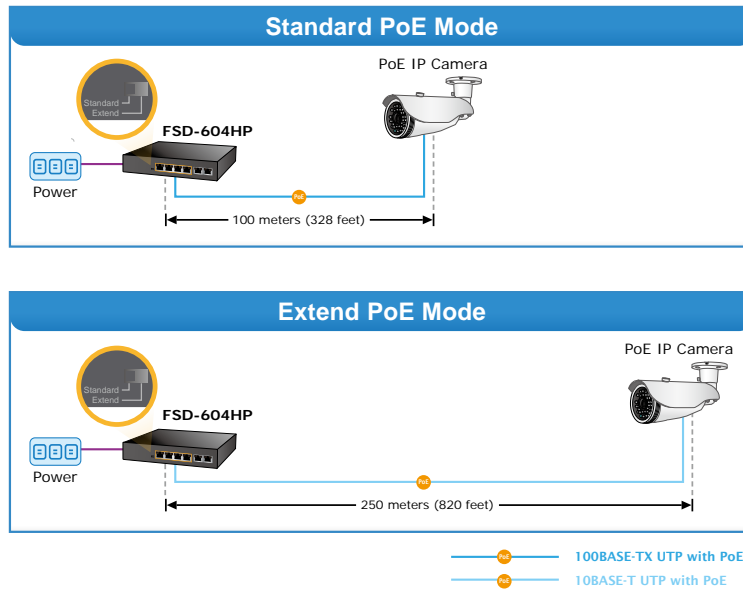 Standard PoE Mode
PoE IP Camera
Standard
Extend
FSD-604HP
Power
PoE
100 meters (328 feet)
Extend PoE Mode
PoE IP Camera
Standard
Extend
FSD-604HP
Power
PoE
250 meters (820 feet)
PoE 100BASE-TX UTP with PoE
PoE 10BASE-T UTP with PoE